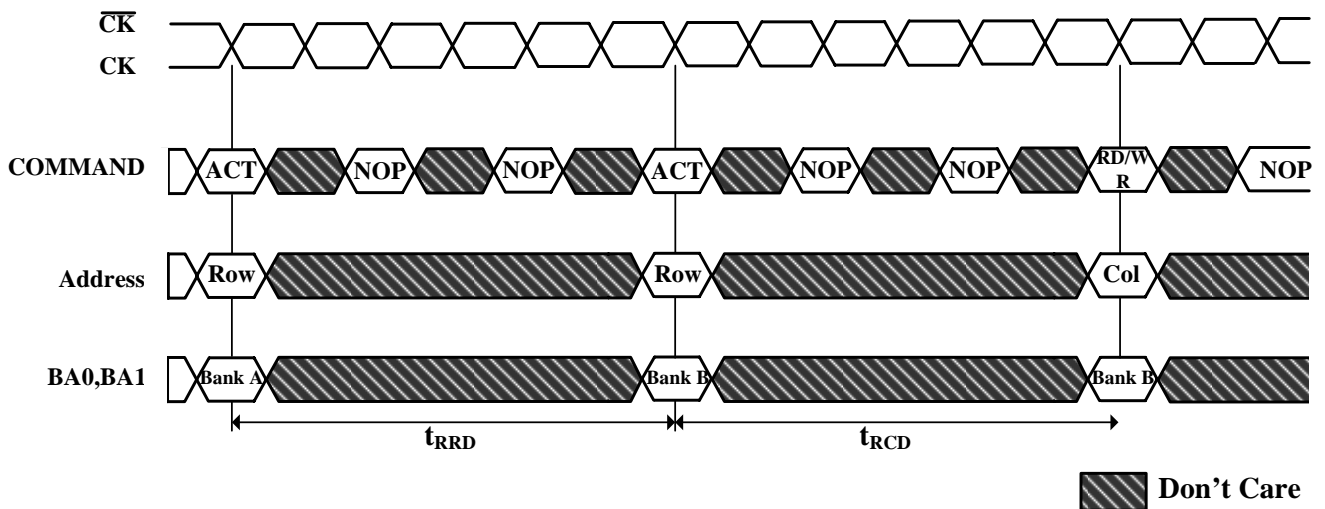 CK
CK
COMMAND ACT NOP NOP ACT NOP NOP RD/W
R NOP
Address Row Row Col
BA0,BA1 Bank A Bank B Bank B
tRRD tRCD
Don't Care